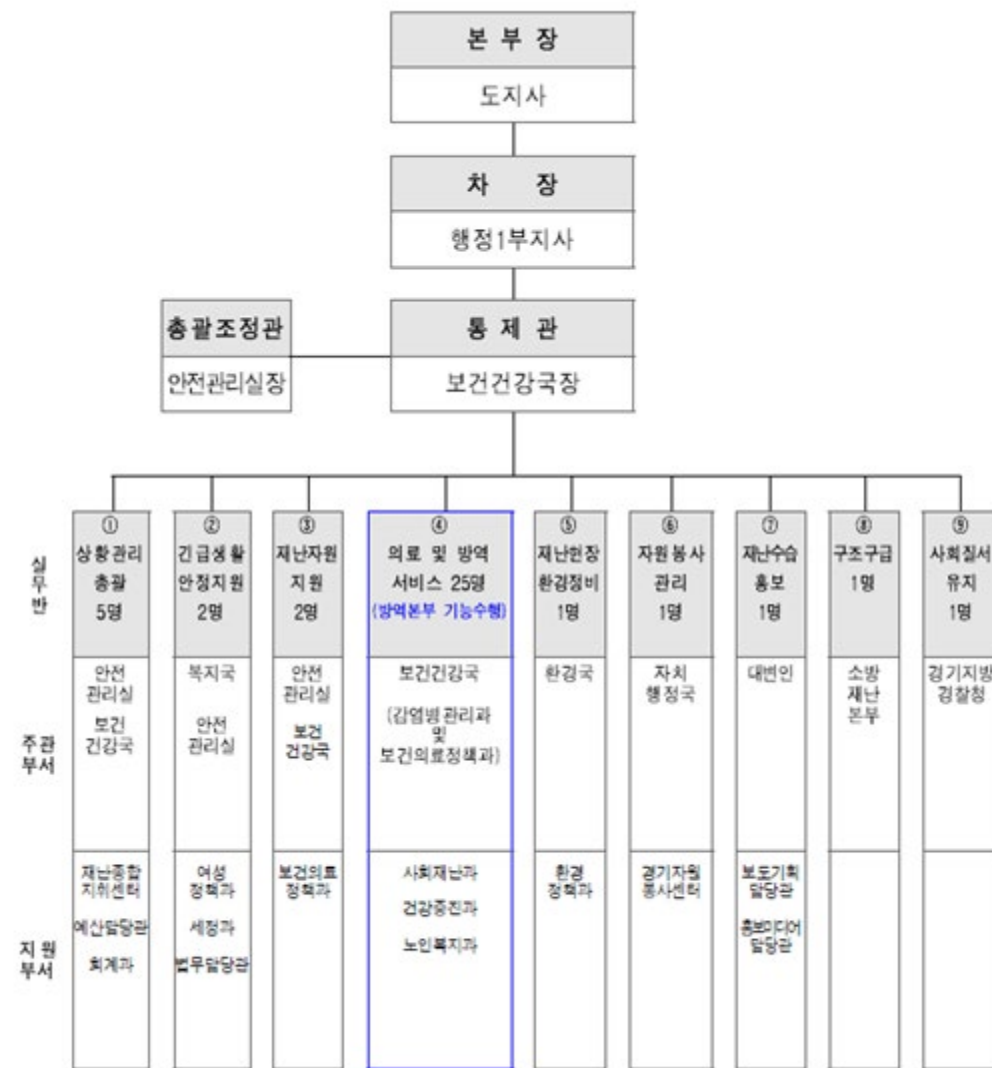 본 부 장
도지사
차 장
행정1부지사
총괄조정관
안전관리실장
통 제 관
보건건강국장
실무반
①
상황관리
총괄
5명
②
긴급생활
안정지원
2명
③
재난자원
지원
2명
④
의료 및 방역
서비스 25명
(방역본부 기능수행)
⑤
재난현장
환경정비
1명
⑥
자원봉사
관리
1명
⑦
재난수습
홍보
1명
⑧
구조구급
1명
⑨
사회질서
유지
1명
주관
부서
안전
관리실
보건
건강국
복지국
안전
관리실
안전
관리실
보건
건강국
보건건강국
(감염병관리과
및
보건의료정책과)
환경국
자치
행정국
대변인
소방
재난
본부
경기지방
경찰청
지원
부서
재난종합
지휘센터
예산담당관
회계과
여성
정책과
세정과
법무담당관
보건의료
정책과
사회재난과
건강증진과
노인복지과
환경
정책과
경기자원
봉사센터
보도기획
담당관
홍보미디어
담당관